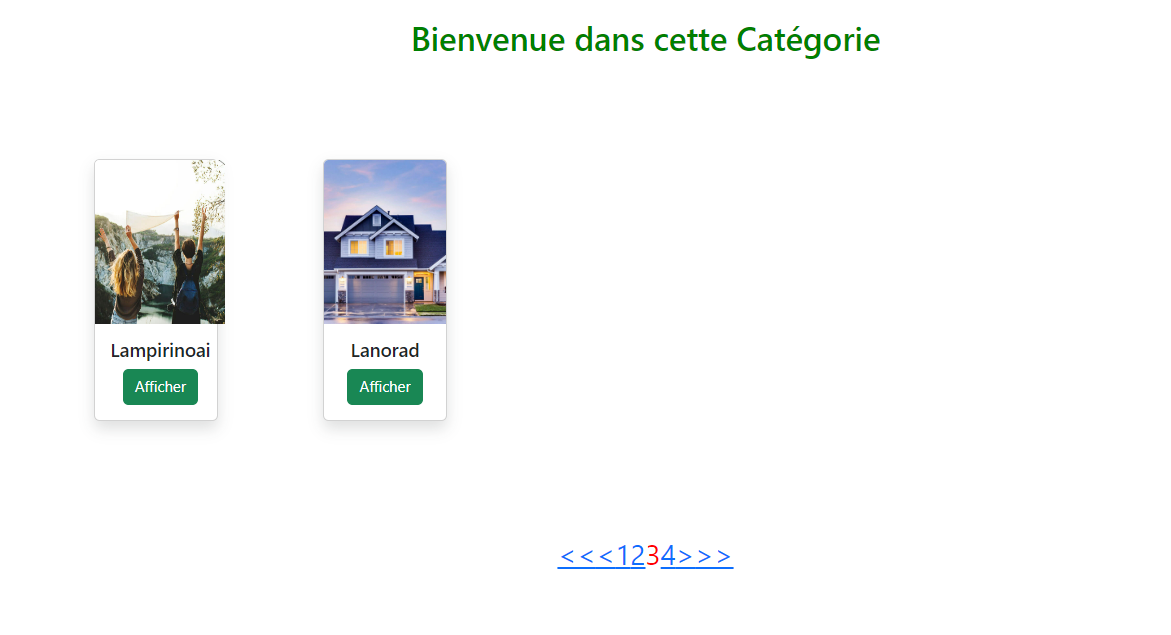 Bienvenue dans cette Catégorie
Lampirinoai
Afficher
Lanorad
Afficher
<<<1234>>>